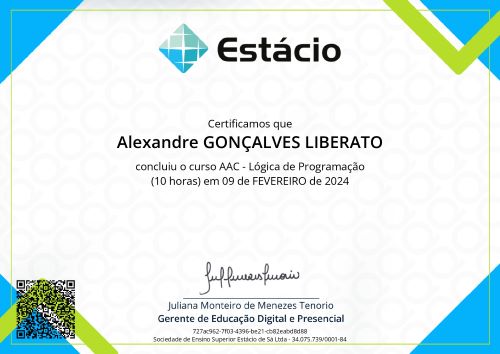 Estácio
Certificamos que
Alexandre GONÇALVES LIBERATO
concluiu o curso AAC - Lógica de Programação
(10 horas) em 09 de FEVEREIRO de 2024
Juliana Monteiro de Menezes Tenorio
Gerente de Educação Digital e Presencial
727ac962-7f03-4396-be21-cb82eabd8d88
Sociedade de Ensino Superior Estácio de Sá Ltda - 34.075.739/0001-84